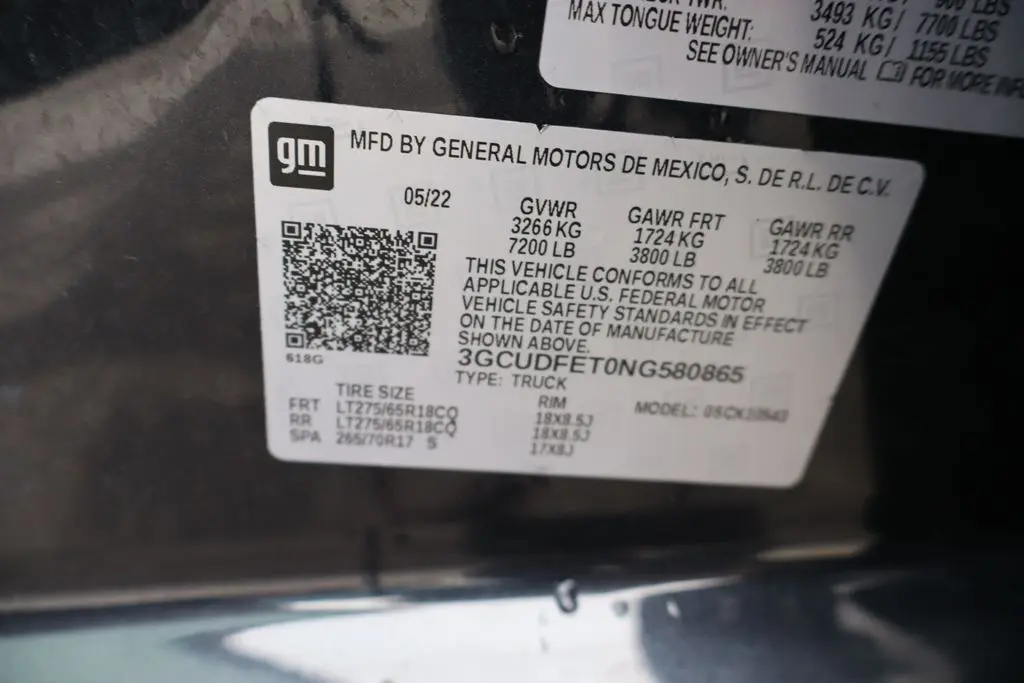 900 LBS
3493 KG/ 7700 LBS
MAX TONGUE WEIGHT: 524 KG/ 1155 LBS
SEE OWNER'S MANUAL FOR MORE
gm
MFD BY GENERAL MOTORS DE MEXICO, S. DE R.L. DE C.V.
05/22 GVWR GAWR FRT GAWR RR
3266 KG 1724 KG 1724 KG
7200 LB 3800 LB 3800 LB
THIS VEHICLE CONFORMS TO ALL
APPLICABLE U.S. FEDERAL MOTOR
VEHICLE SAFETY STANDARDS IN EFFECT
ON THE DATE OF MANUFACTURE
SHOWN ABOVE.
618G
3GCUDFET0NG580865
TYPE: TRUCK
TIRE SIZE RIM MODEL:
FRT LT275/65R18CQ 18X8.5J
RR LT275/65R18CQ 18X8.5J
SPA 265/70R17 S 17X8J